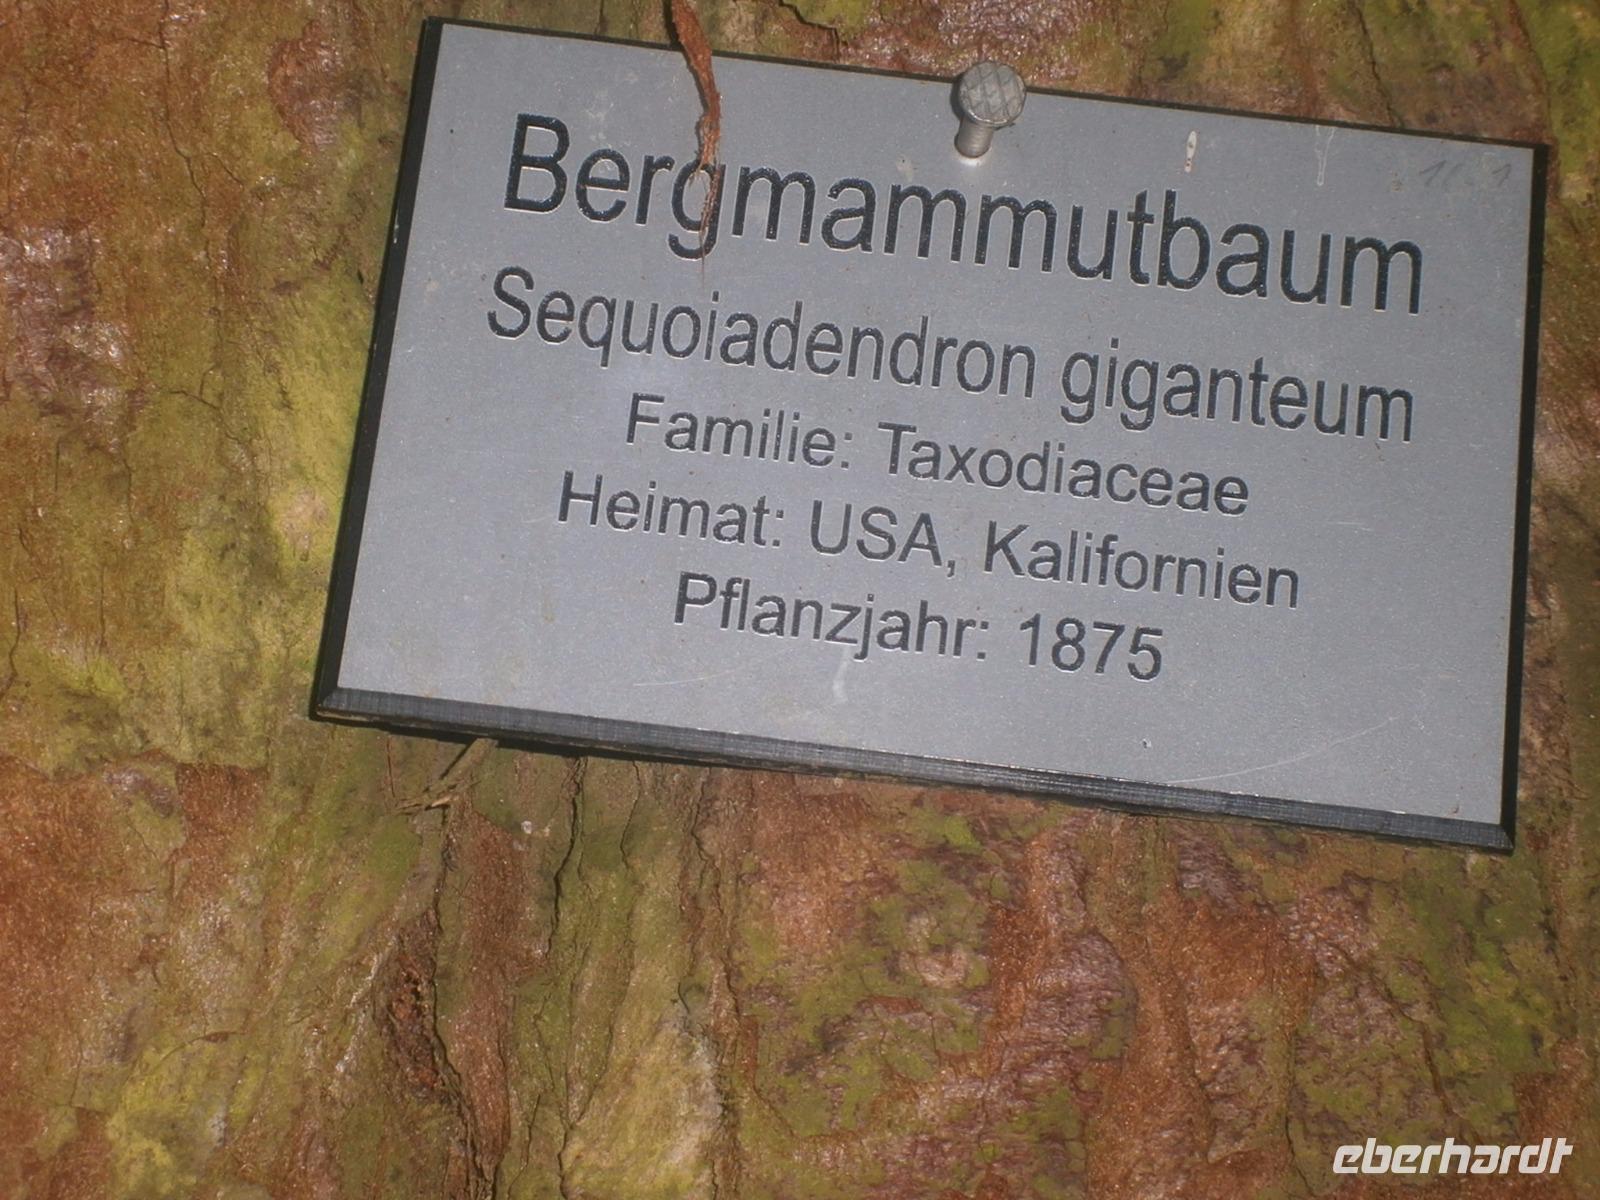 Bergmammutbaum
Sequoiadendron giganteum
Familie: Taxodiaceae
Heimat: USA, Kalifornien
Pflanzjahr: 1875
eberhardt